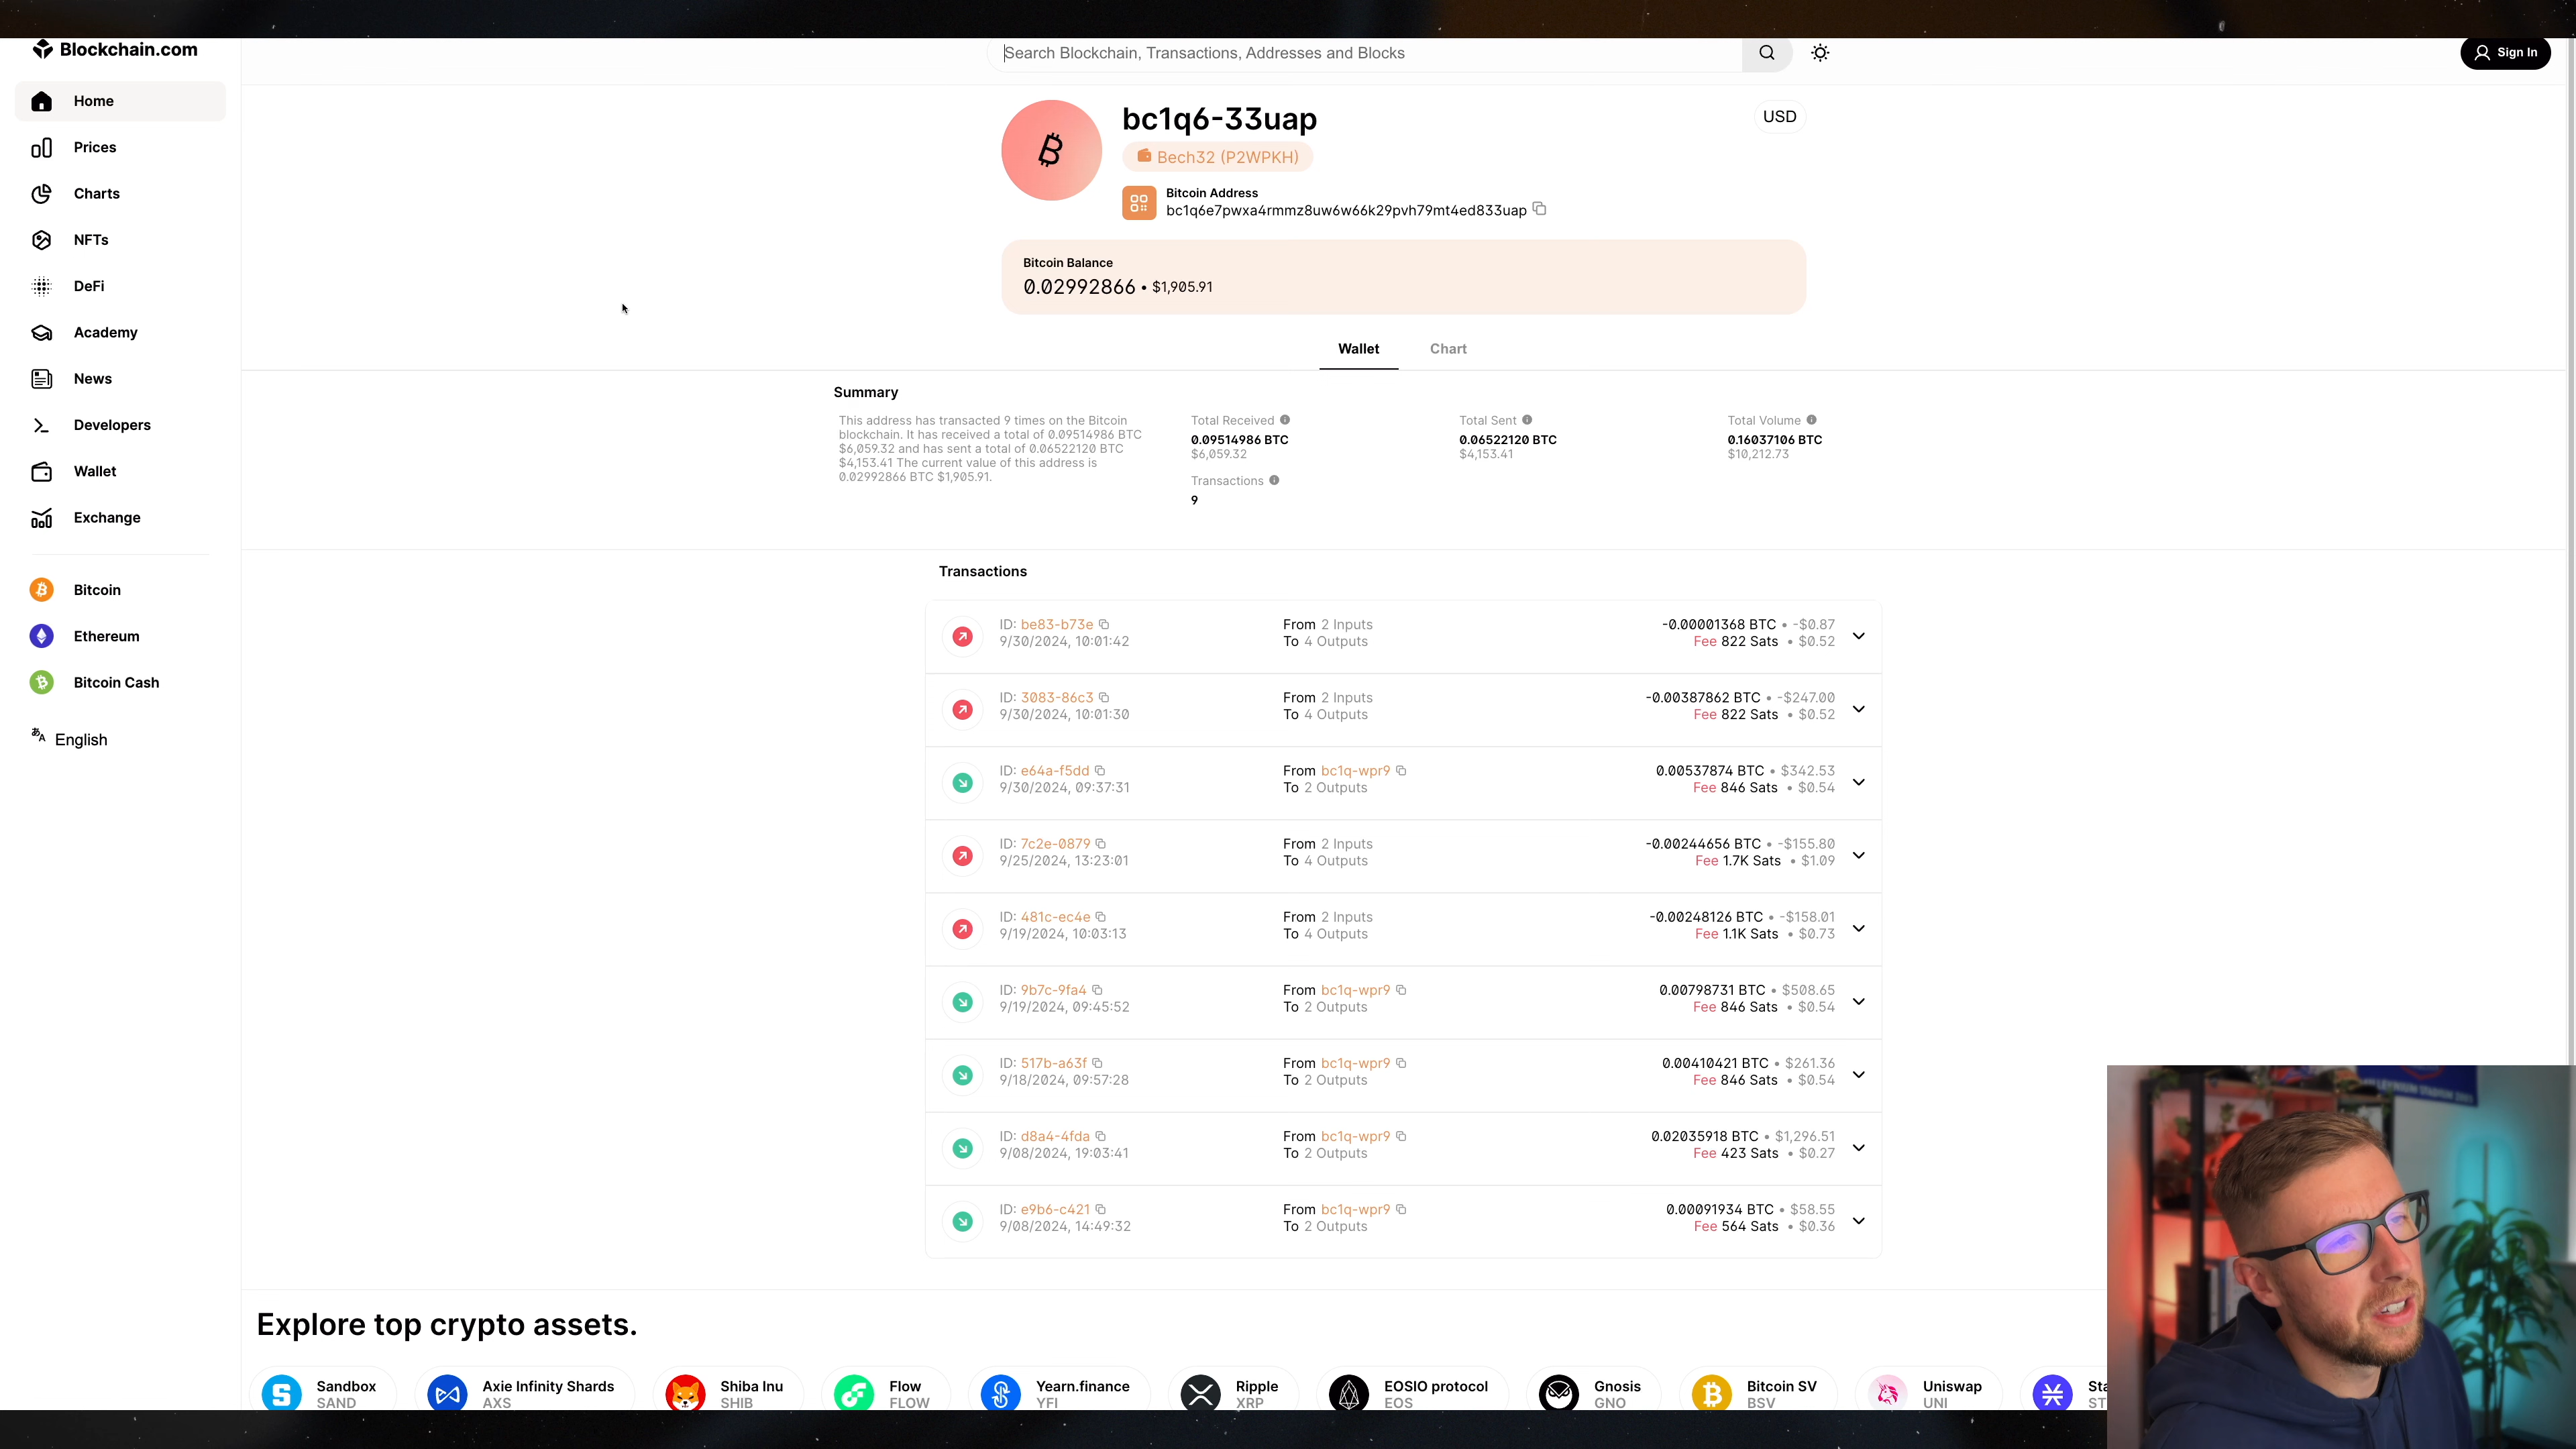 Blockchain.com
Search Blockchain, Transactions, Addresses and Blocks
Sign In
Home
Prices
Charts
NFTs
DeFi
Academy
News
Developers
Wallet
Exchange
Bitcoin
Ethereum
Bitcoin Cash
English
bc1q6-33uap
USD
Bech32 (P2WPKH)
Bitcoin Address
bc1q6e7pwxa4rmmz8uw6w66k29pvh79mt4ed833uap
Bitcoin Balance
0.02992866 • $1,905.91
Wallet
Chart
Summary
This address has transacted 9 times on the Bitcoin
blockchain. It has received a total of 0.09514986 BTC
$6,059.32 and has sent a total of 0.06522120 BTC
$4,153.41 The current value of this address is
0.02992866 BTC $1,905.91.
Total Received
0.09514986 BTC
$6,059.32
Total Sent
0.06522120 BTC
$4,153.41
Total Volume
0.16037106 BTC
$10,212.73
Transactions
9
Transactions
ID: be83-b73e From 2 Inputs -0.00001368 BTC • -$0.87
9/30/2024, 10:01:42 To 4 Outputs Fee 822 Sats • $0.52
ID: 3083-86c3 From 2 Inputs -0.00387862 BTC • -$247.00
9/30/2024, 10:01:30 To 4 Outputs Fee 822 Sats • $0.52
ID: e64a-f5dd From bc1q-wpr9 0.00537874 BTC • $342.53
9/30/2024, 09:37:31 To 2 Outputs Fee 846 Sats • $0.54
ID: 7c2e-0879 From 2 Inputs -0.00244656 BTC • -$155.80
9/25/2024, 13:23:01 To 4 Outputs Fee 1.7K Sats • $1.09
ID: 481c-ec4e From 2 Inputs -0.00248126 BTC • -$158.01
9/19/2024, 10:03:13 To 4 Outputs Fee 1.1K Sats • $0.73
ID: 9b7c-9fa4 From bc1q-wpr9 0.00798731 BTC • $508.65
9/19/2024, 09:45:52 To 2 Outputs Fee 846 Sats • $0.54
ID: 517b-a63f From bc1q-wpr9 0.00410421 BTC • $261.36
9/18/2024, 09:57:28 To 2 Outputs Fee 846 Sats • $0.54
ID: d8a4-4fda From bc1q-wpr9 0.02035918 BTC • $1,296.51
9/08/2024, 19:03:41 To 2 Outputs Fee 423 Sats • $0.27
ID: e9b6-c421 From bc1q-wpr9 0.00091934 BTC • $58.55
9/08/2024, 14:49:32 To 2 Outputs Fee 564 Sats • $0.36
Explore top crypto assets.
Sandbox
SAND
Axie Infinity Shards
AXS
Shiba Inu
SHIB
Flow
FLOW
Yearn.finance
YFI
Ripple
XRP
EOSIO protocol
EOS
Gnosis
GNO
Bitcoin SV
BSV
Uniswap
UNI